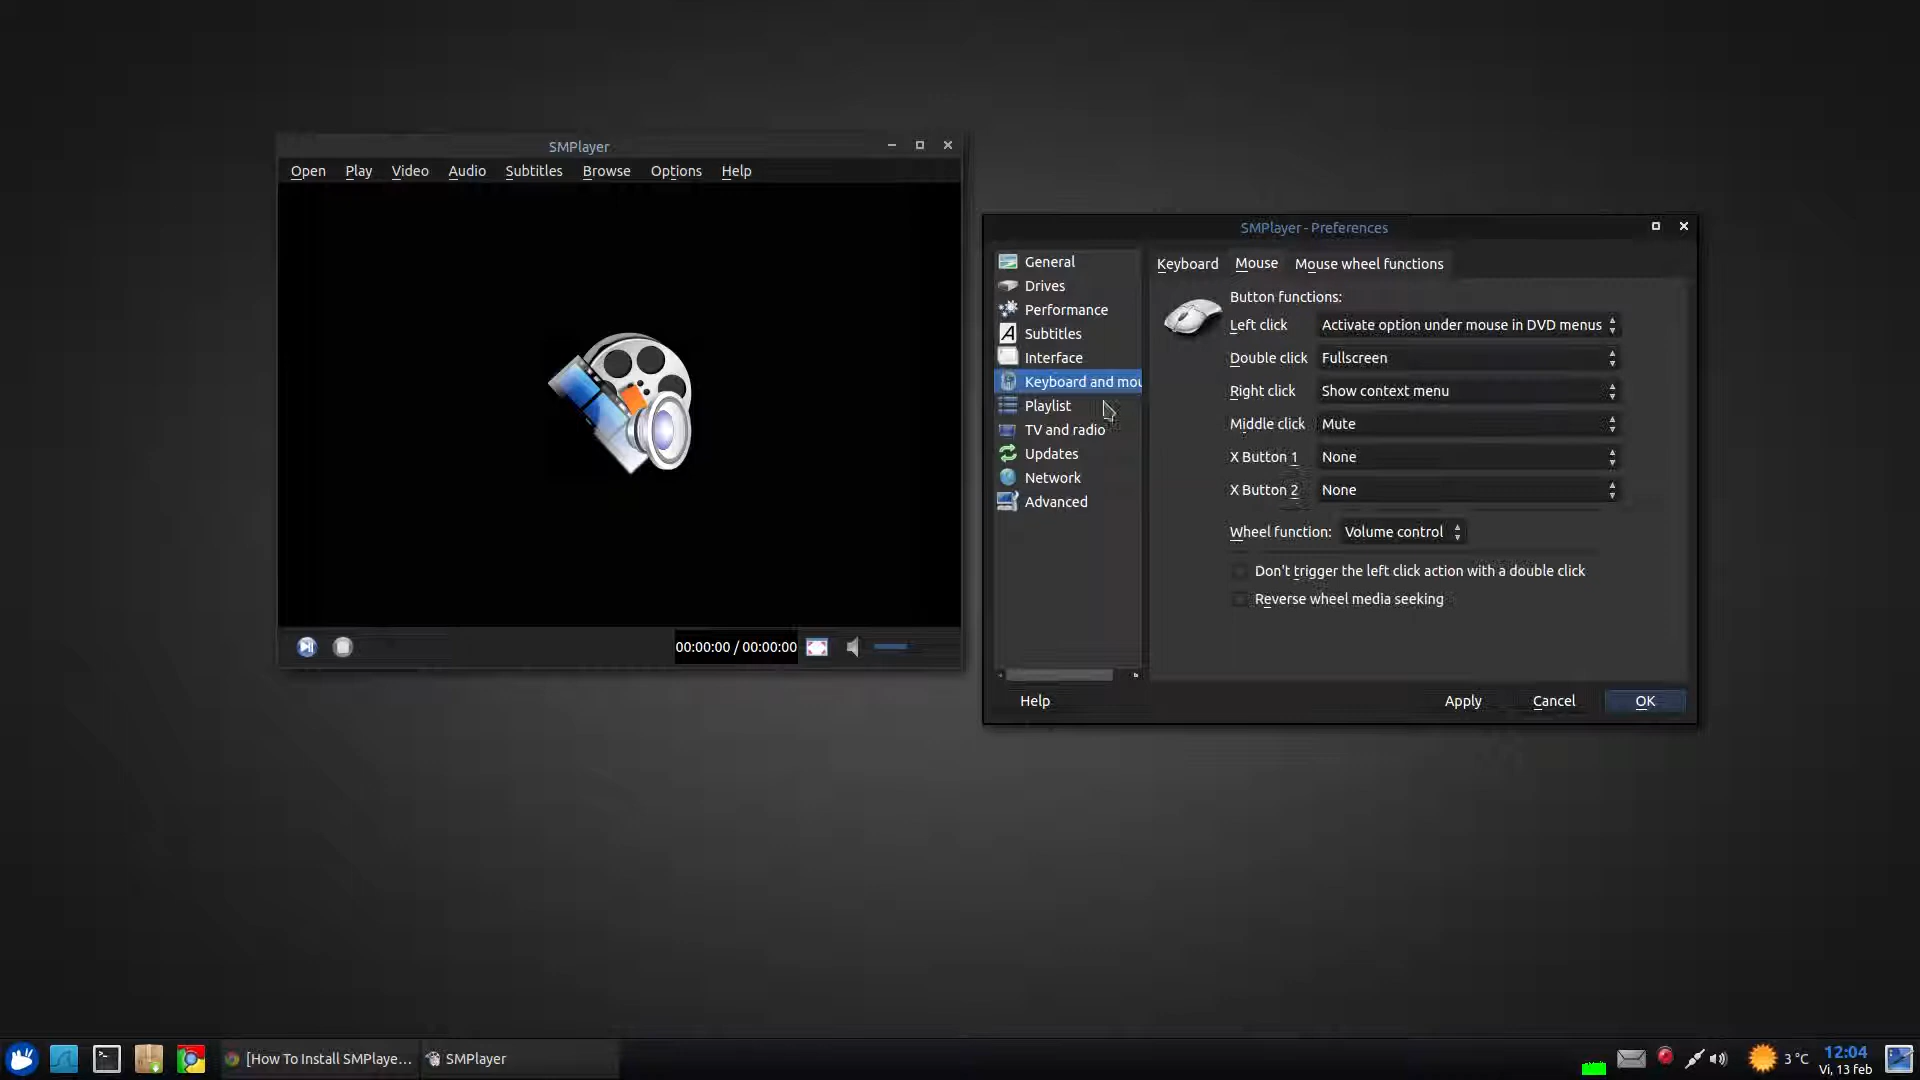 SMPlayer
Open Play Video Audio Subtitles Browse Options Help
00:00:00 / 00:00:00
SMPlayer - Preferences
General
Drives
Performance
Subtitles
Interface
Keyboard and mou
Playlist
TV and radio
Updates
Network
Advanced
Keyboard Mouse Mouse wheel functions
Button functions:
Left click Activate option under mouse in DVD menus
Double click Fullscreen
Right click Show context menu
Middle click Mute
X Button 1 None
X Button 2 None
Wheel function: Volume control
Don't trigger the left click action with a double click
Reverse wheel media seeking
Help Apply Cancel OK
[How To Install SMPlaye... SMPlayer
3 °C
12:04
Vi, 13 feb